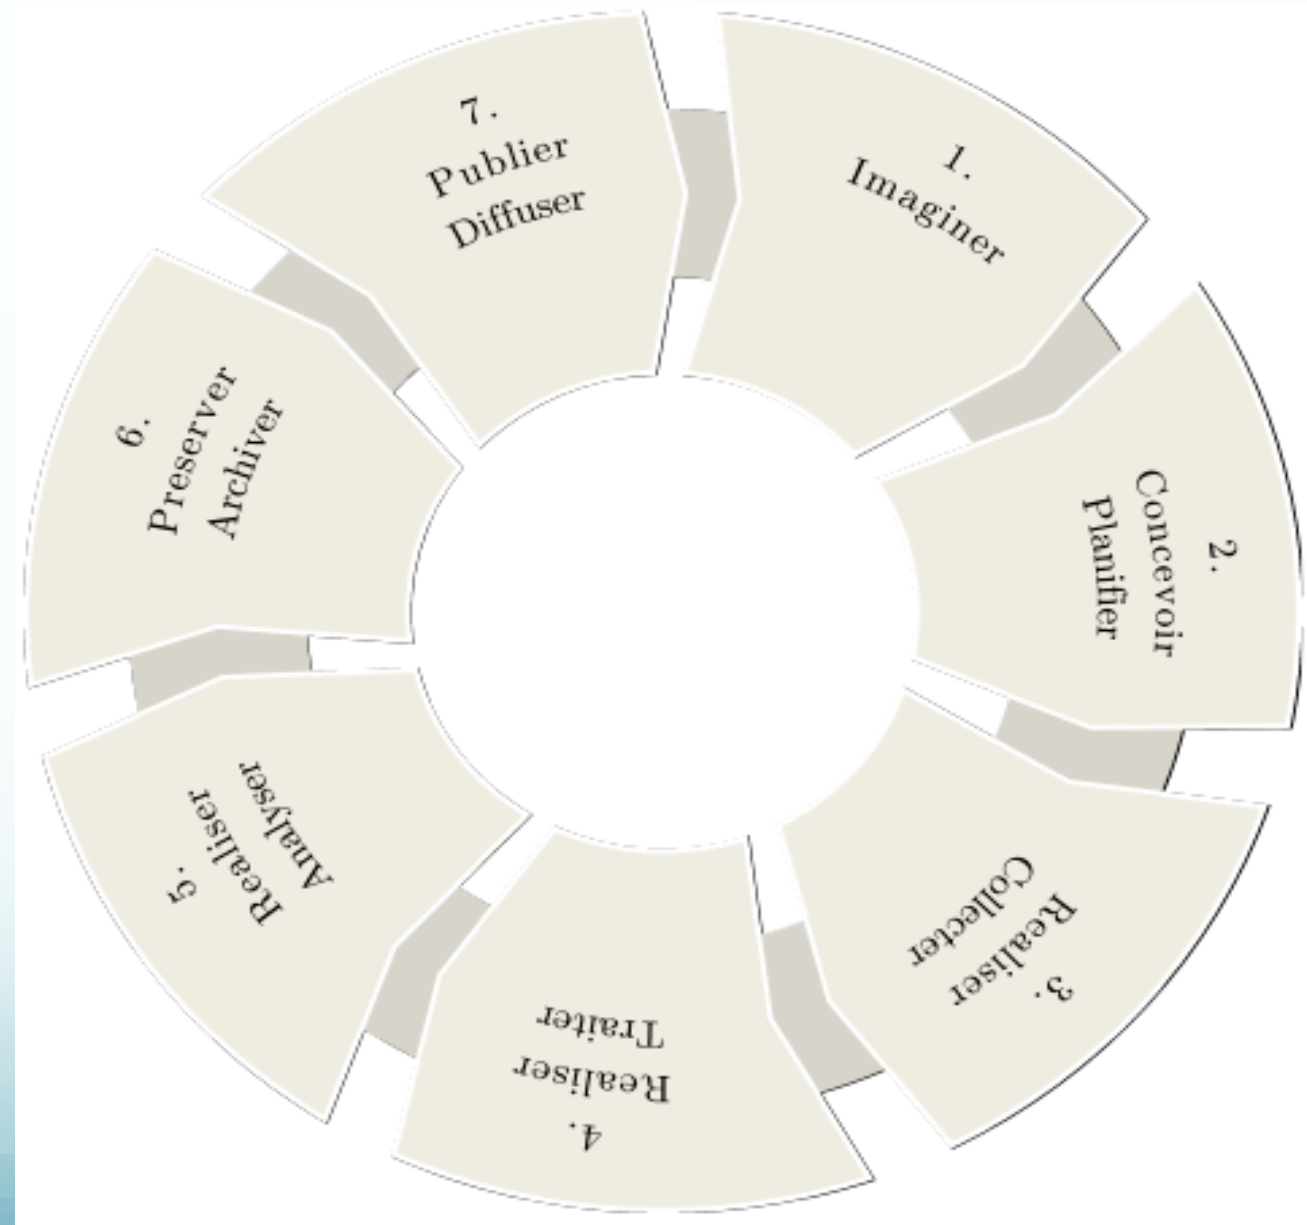 1.
Imaginer
2.
Concevoir
Planifier
3.
Realiser
Collecter
4.
Realiser
Traiter
5.
Realiser
Analyser
6.
Preserver
Archiver
7.
Publier
Diffuser